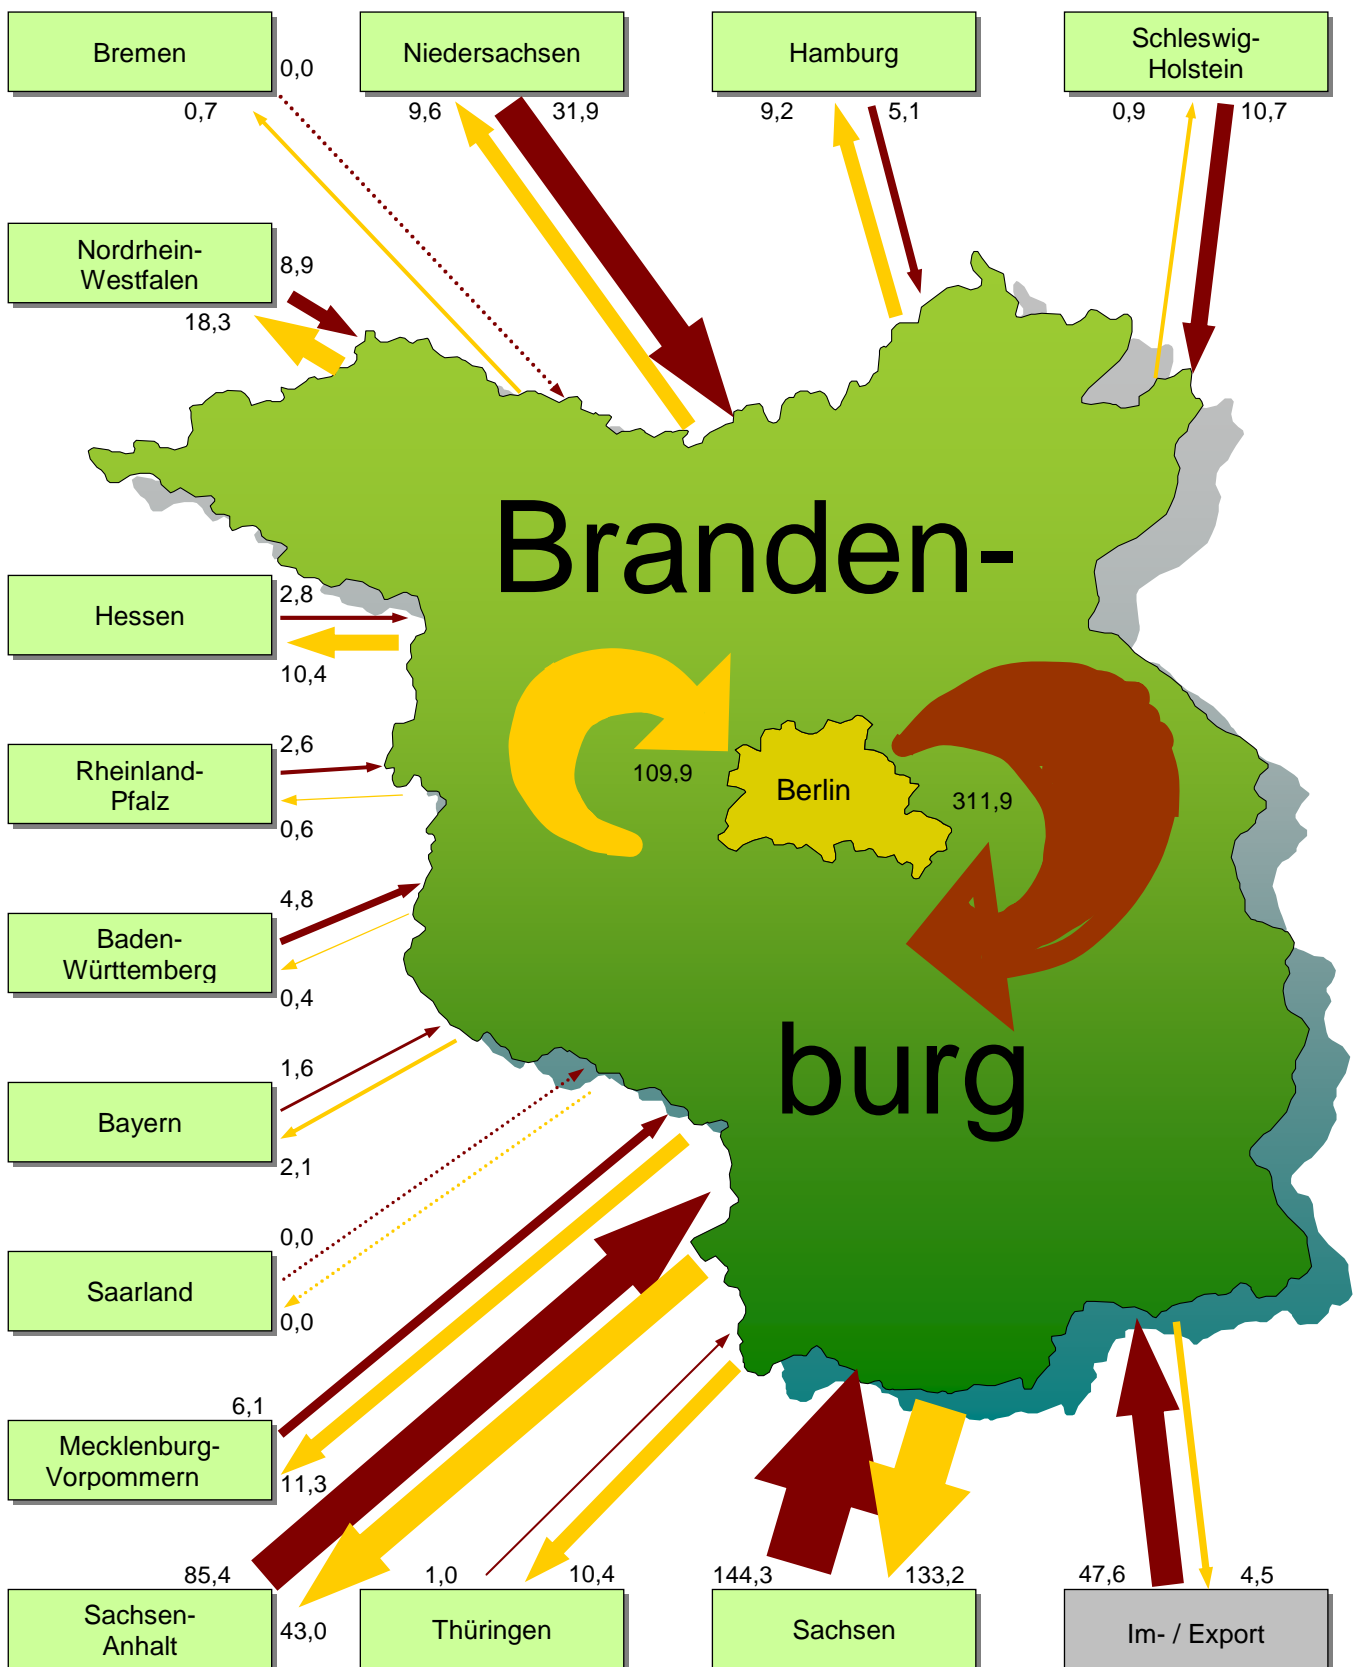 Bremen
0,0
0,7
Niedersachsen
9,6
31,9
Hamburg
9,2
5,1
Schleswig-
Holstein
0,9
10,7
Nordrhein-
Westfalen
8,9
18,3
Branden-
Hessen
2,8
10,4
Rheinland-
Pfalz
2,6
0,6
109,9
Berlin
311,9
Baden-
Württemberg
4,8
0,4
burg
Bayern
1,6
2,1
Saarland
0,0
0,0
Mecklenburg-
Vorpommern
6,1
11,3
Sachsen-
Anhalt
85,4
43,0
1,0
10,4
Thüringen
144,3
133,2
Sachsen
47,6
4,5
Im- / Export